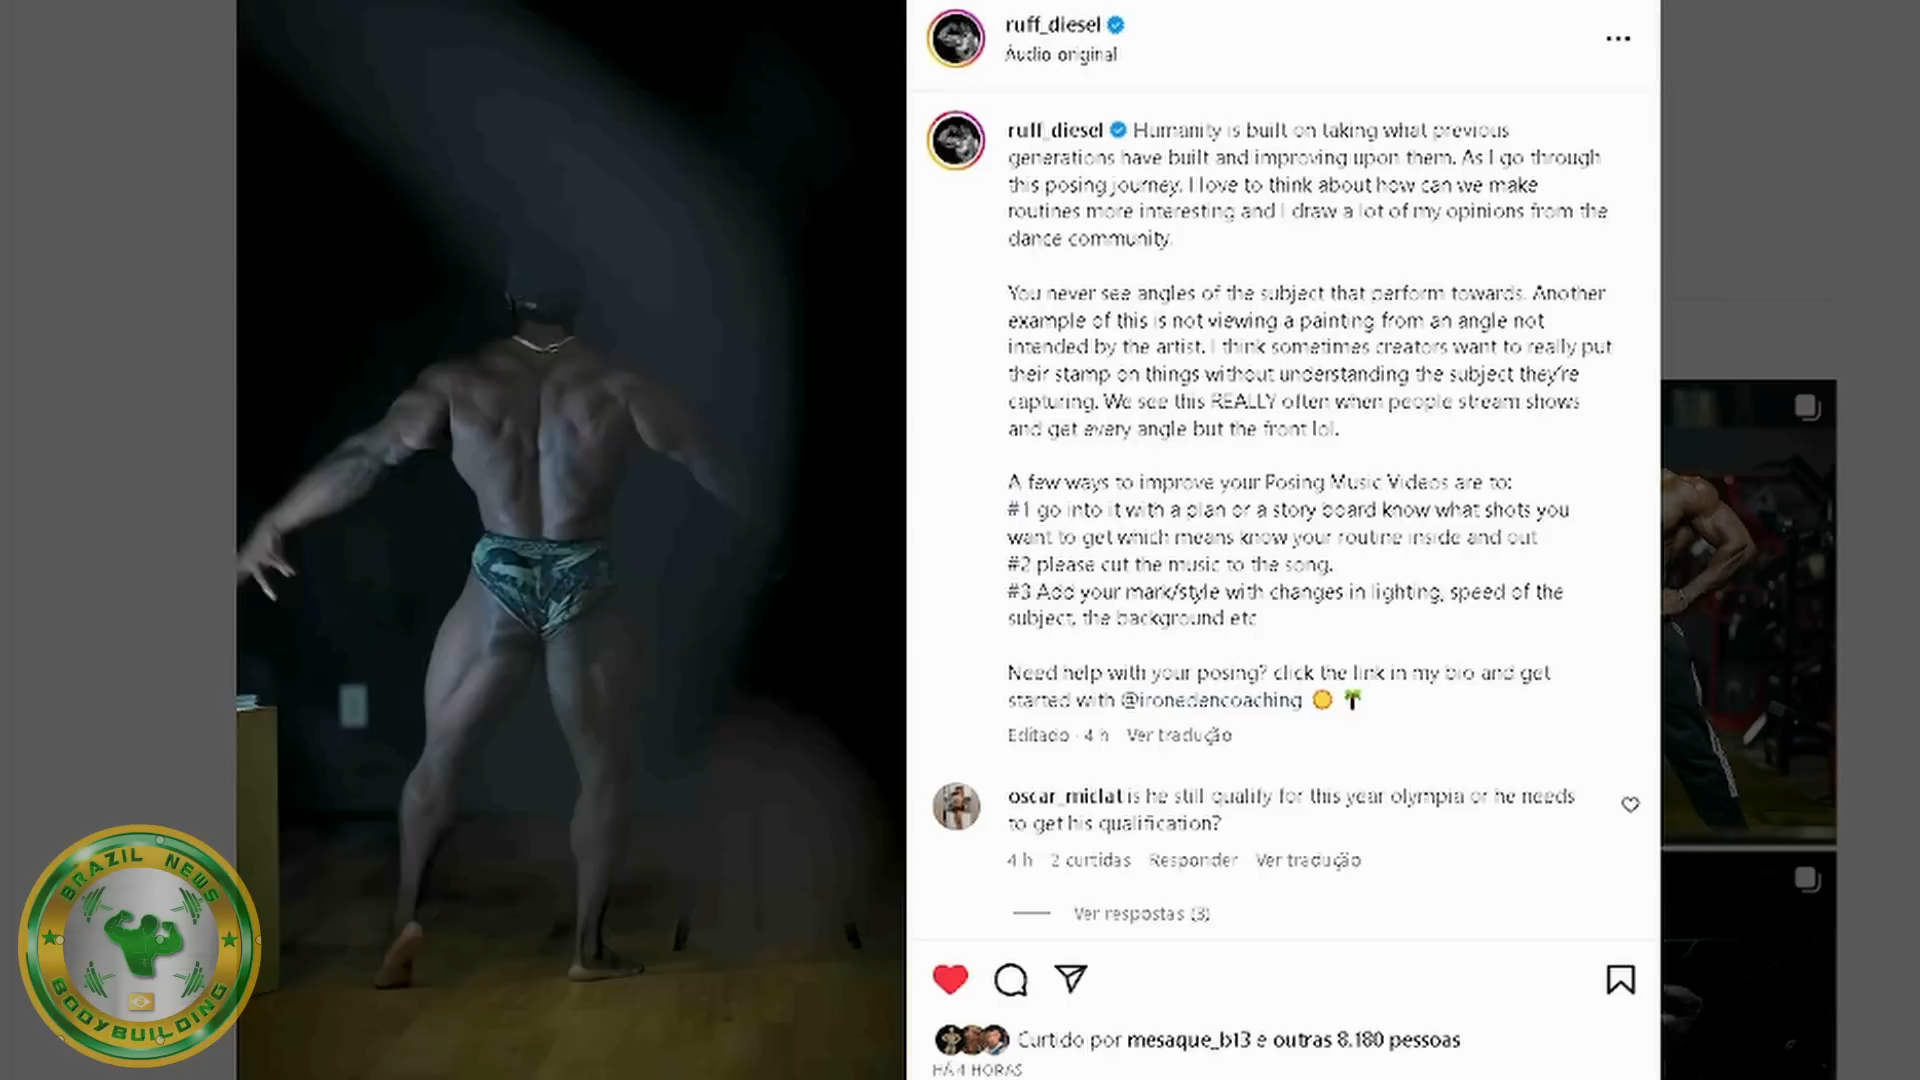 ruff_diesel
Áudio original
ruff_diesel Humanity is built on taking what previous
generations have built and improving upon them. As I go through
this posing journey. I love to think about how can we make
routines more interesting and I draw a lot of my opinions from the
dance community.
You never see angles of the subject that perform towards. Another
example of this is not viewing a painting from an angle not
intended by the artist. I think sometimes creators want to really put
their stamp on things without understanding the subject they're
capturing. We see this REALLY often when people stream shows
and get every angle but the front lol.
A few ways to improve your Posing Music Videos are to:
#1 go into it with a plan or a story board know what shots you
want to get which means know your routine inside and out
#2 please cut the music to the song.
#3 Add your mark/style with changes in lighting, speed of the
subject, the background etc
Need help with your posing? click the link in my bio and get
started with @ironedencoaching
Editado · 4 h Ver tradução
oscar_miclat is he still qualify for this year olympia or he needs
to get his qualification?
4 h 2 curtidas Responder Ver tradução
Ver respostas (3)
Curtido por mesaque_b13 e outras 8.180 pessoas
HÁ 4 HORAS
BRAZIL NEWS
BODYBUILDING